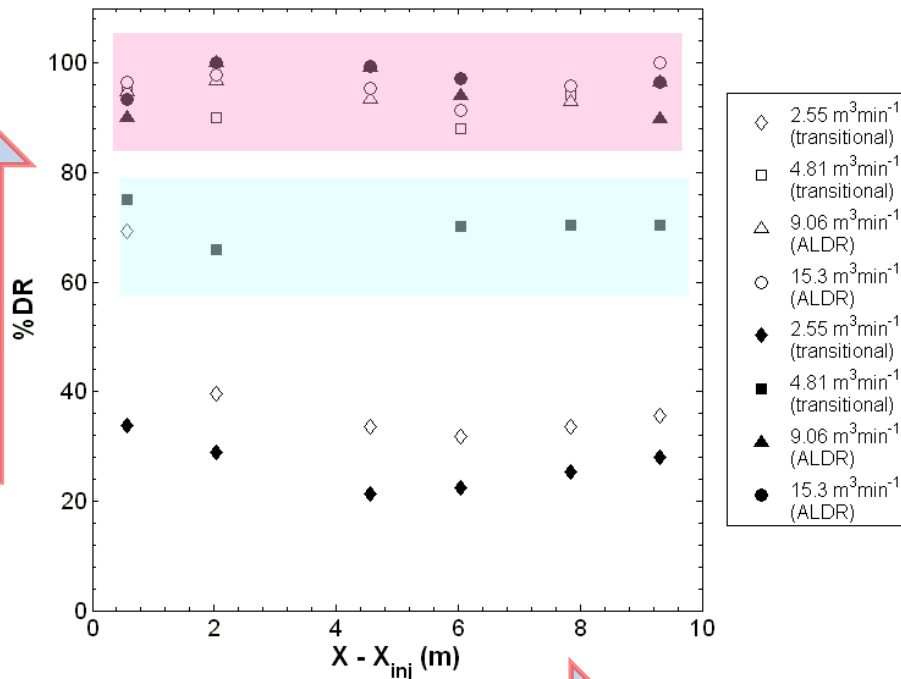 100
80
60
40
20
0
%DR
0 2 4 6 8 10
X - X_inj (m)
2.55 m³min⁻¹
(transitional)
4.81 m³min⁻¹
(transitional)
9.06 m³min⁻¹
(ALDR)
15.3 m³min⁻¹
(ALDR)
2.55 m³min⁻¹
(transitional)
4.81 m³min⁻¹
(transitional)
9.06 m³min⁻¹
(ALDR)
15.3 m³min⁻¹
(ALDR)